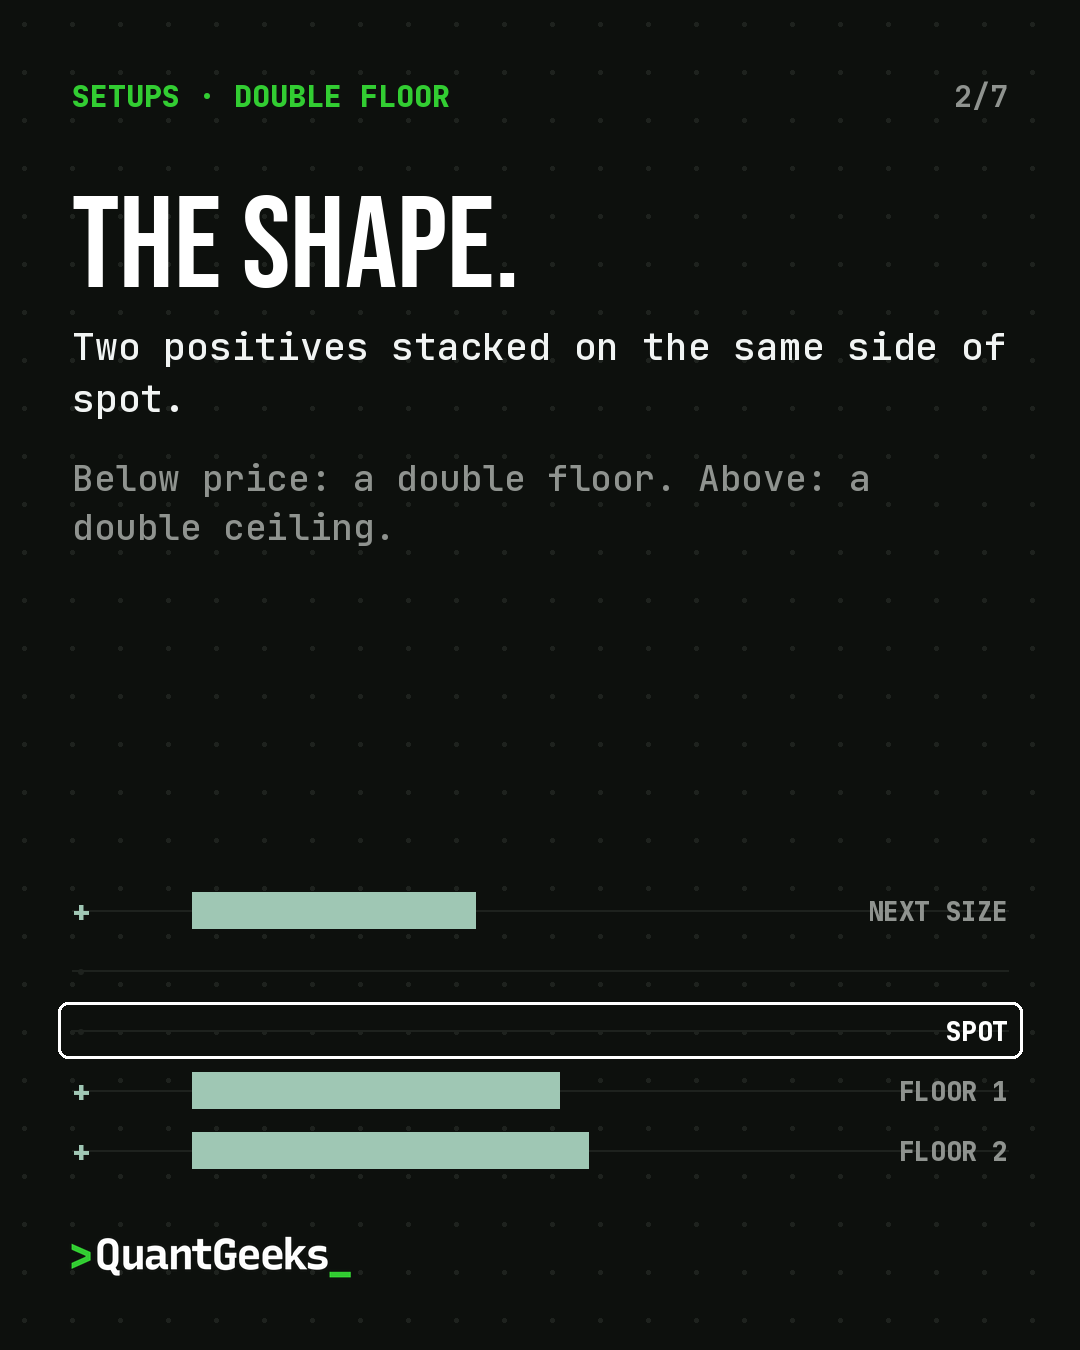 SETUPS · DOUBLE FLOOR
2/7
THE SHAPE.
Two positives stacked on the same side of
spot.
Below price: a double floor. Above: a
double ceiling.
+ NEXT SIZE
SPOT
+ FLOOR 1
+ FLOOR 2
>QuantGeeks_